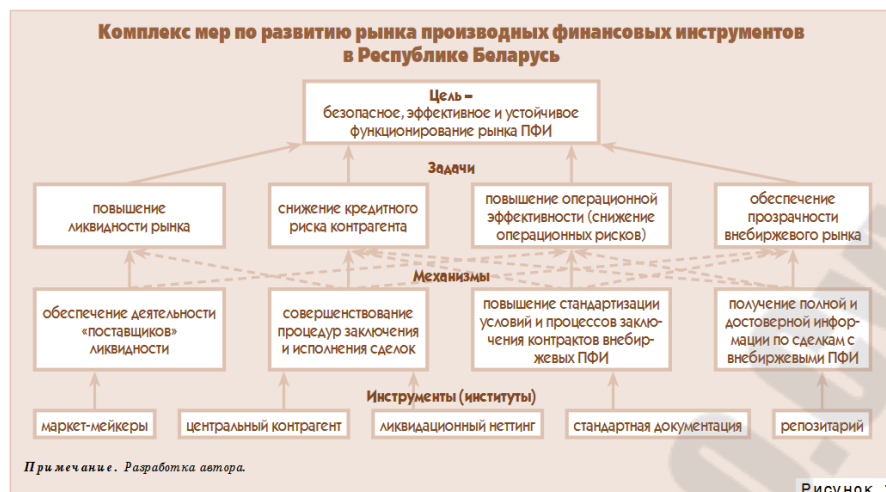 Комплекс мер по развитию рынка производных финансовых инструментов
в Республике Беларусь
Цель –
безопасное, эффективное и устойчивое
функционирование рынка ПФИ
Задачи
повышение
ликвидности рынка
снижение кредитного
риска контрагента
повышение операционной
эффективности (снижение
операционных рисков)
обеспечение
прозрачности
внебиржевого рынка
Механизмы
обеспечение деятельности
«поставщиков»
ликвидности
совершенствование
процедур заключения
и исполнения сделок
повышение стандартизации
условий и процессов заклю-
чения контрактов внебир-
жевых ПФИ
получение полной и
достоверной инфор-
мации по сделкам с
внебиржевыми ПФИ
Инструменты (институты)
маркет-мейкеры
центральный контрагент
ликвидационный неттинг
стандартная документация
репозитарий
Примечание. Разработка автора.
Рисунок